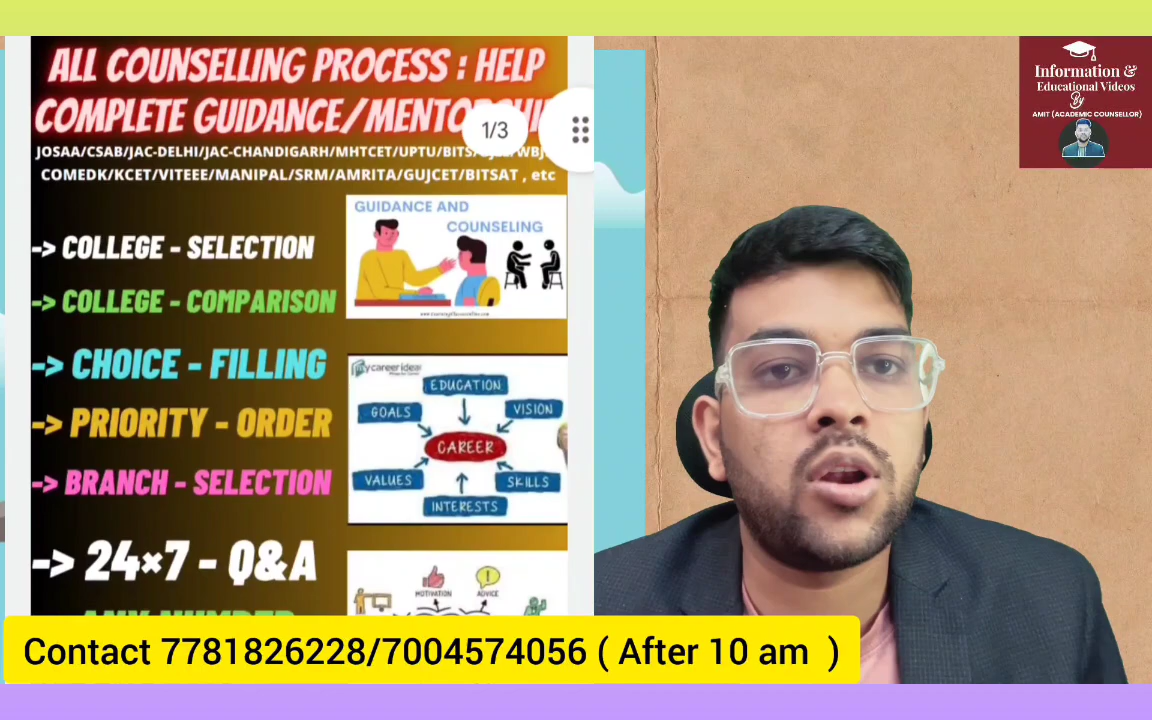 ALL COUNSELLING PROCESS : HELP
COMPLETE GUIDANCE/
1/3
JOSAA/CSAB/JAC-DELHI/JAC-CHANDIGARH/MHTCET/UPTU/BITS/
COMEDK/KCET/VITEEE/MANIPAL/SRM/AMRITA/GUJCET/BITSAT , etc
GUIDANCE AND
COUNSELING
-> COLLEGE - SELECTION
-> COLLEGE - COMPARISON
-> CHOICE - FILLING
-> PRIORITY - ORDER
-> BRANCH - SELECTION
-> 24×7 - Q&A
EDUCATION
GOALS
VISION
CAREER
VALUES
SKILLS
INTERESTS
MOTIVATION
ADVICE
Contact 7781826228/7004574056 ( After 10 am )
Information &
Educational Videos
By
AMIT (ACADEMIC COUNSELLOR)